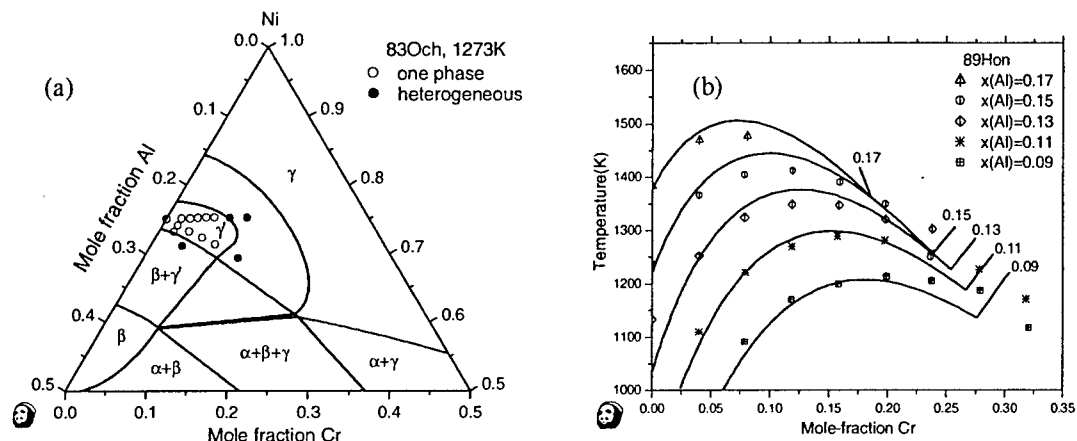 Ni
0.0 1.0
83Och, 1273K
one phase
heterogeneous
(a)
0.1
0.9
Mole fraction Al
0.2
0.8
γ
γ'
0.3
0.7
β+γ'
0.4
0.6
β
α+β
α+β+γ
α+γ
0.5
0.5
0.0
0.1
0.2
0.3
0.4
0.5
Mole fraction Cr
(b)
89Hon
x(Al)=0.17
x(Al)=0.15
x(Al)=0.13
x(Al)=0.11
x(Al)=0.09
Temperature(K)
1600
1500
1400
1300
1200
1100
1000
0.17
0.15
0.13
0.11
0.09
0.00
0.05
0.10
0.15
0.20
0.25
0.30
0.35
Mole-fraction Cr